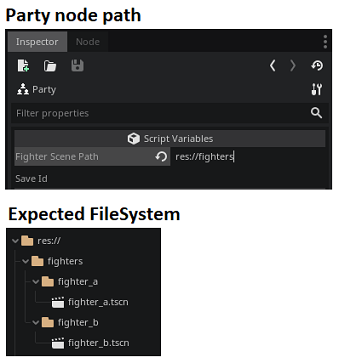 Party node path
Inspector Node
Party
Filter properties
Script Variables
Fighter Scene Path res://fighters
Save Id
Expected FileSystem
res://
fighters
fighter_a
fighter_a.tscn
fighter_b
fighter_b.tscn